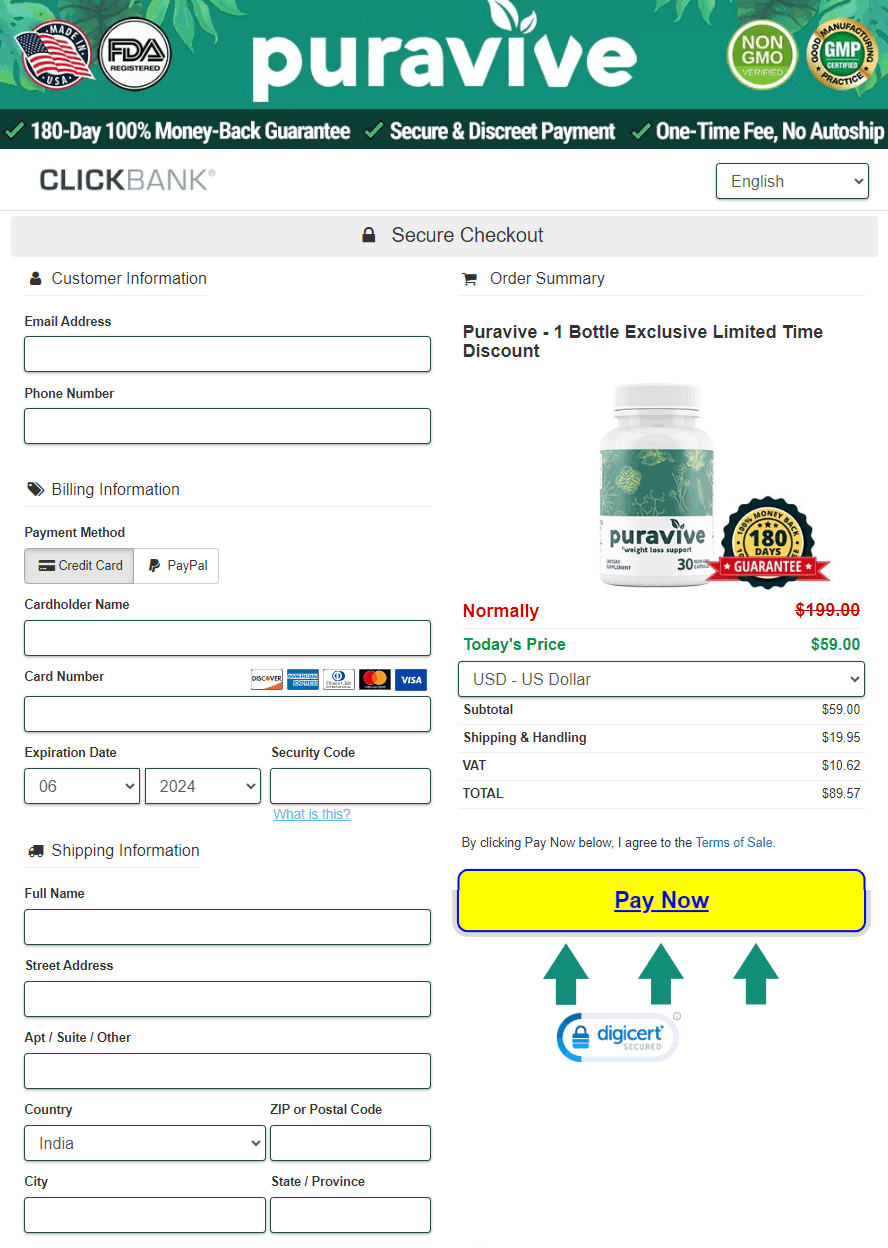 MADE IN
USA
FDA
REGISTERED
puravive
NON
GMO
VERIFIED
GOOD MANUFACTURING
GMP
CERTIFIED
PRACTICE
180-Day 100% Money-Back Guarantee
Secure & Discreet Payment
One-Time Fee, No Autoship
CLICKBANK®
English
Secure Checkout
Customer Information
Email Address
Phone Number
Billing Information
Payment Method
Credit Card
PayPal
Cardholder Name
Card Number
DISCOVER
AMERICAN EXPRESS
Diners Club
MasterCard
VISA
Expiration Date
Security Code
06
2024
What is this?
Shipping Information
Full Name
Street Address
Apt / Suite / Other
Country
ZIP or Postal Code
India
City
State / Province
Order Summary
Puravive - 1 Bottle Exclusive Limited Time
Discount
puravive
weight loss support
DIETARY
SUPPLEMENT
30
100% MONEY BACK
180
DAYS
GUARANTEE
Normally $199.00
Today's Price $59.00
USD - US Dollar
Subtotal $59.00
Shipping & Handling $19.95
VAT $10.62
TOTAL $89.57
By clicking Pay Now below, I agree to the Terms of Sale.
Pay Now
digicert
SECURED